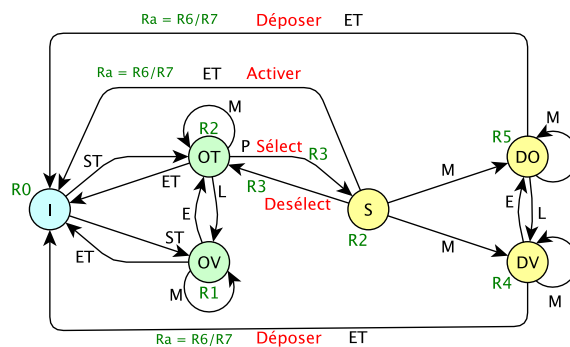 Ra = R6/R7 Déposer ET
Ra = R6/R7 ET Activer
M
M
R2
R5
P Sélect R3
ST
OT
DO
ET
R3
M
R0
L
E
L
I
Desélect
S
E
ST
R2
M
ET
OV
DV
M
R1
R4
M
Ra = R6/R7 Déposer ET